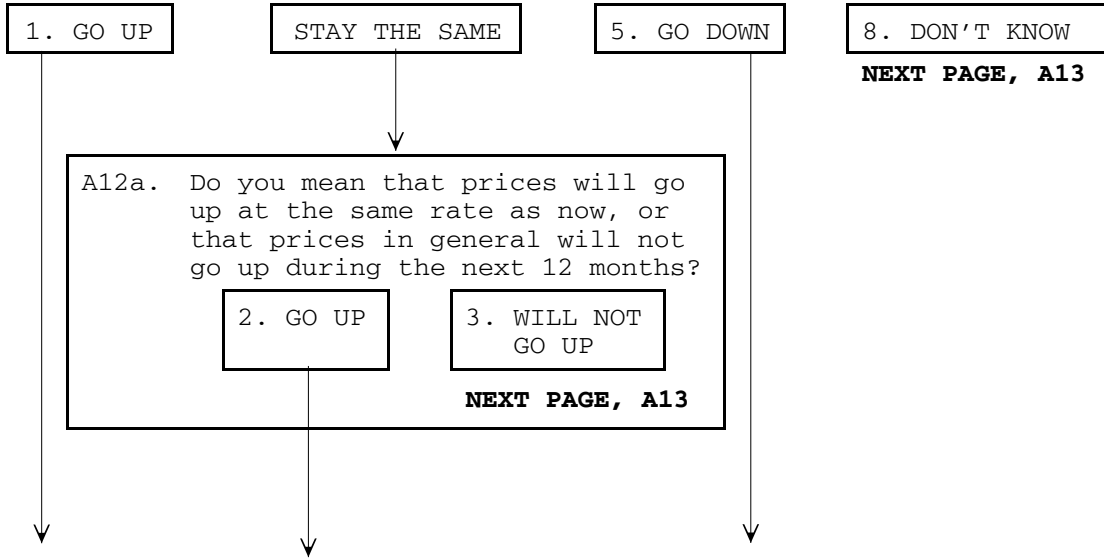 1. GO UP
STAY THE SAME
5. GO DOWN
8. DON'T KNOW
NEXT PAGE, A13
A12a. Do you mean that prices will go
up at the same rate as now, or
that prices in general will not
go up during the next 12 months?
2. GO UP
3. WILL NOT
GO UP
NEXT PAGE, A13